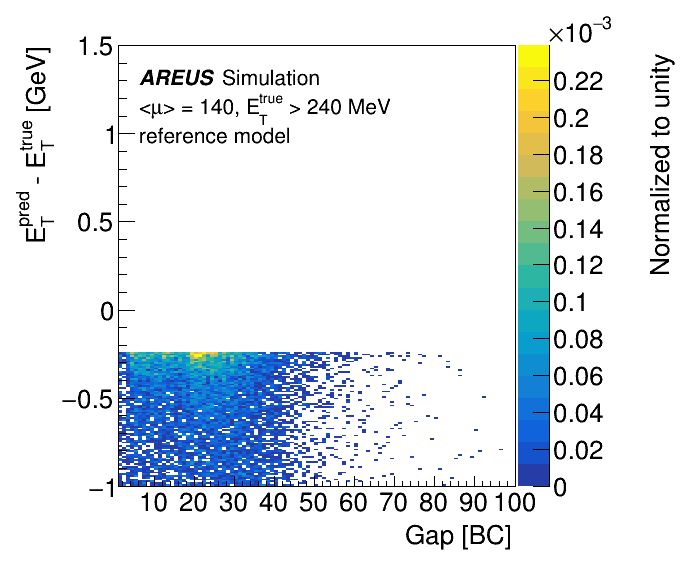 ×10⁻³
AREUS Simulation
<μ> = 140, E_T^true > 240 MeV
reference model
E_T^pred - E_T^true [GeV]
1.5
1
0.5
0
−0.5
−1
10 20 30 40 50 60 70 80 90 100
Gap [BC]
0.22
0.2
0.18
0.16
0.14
0.12
0.1
0.08
0.06
0.04
0.02
0
Normalized to unity